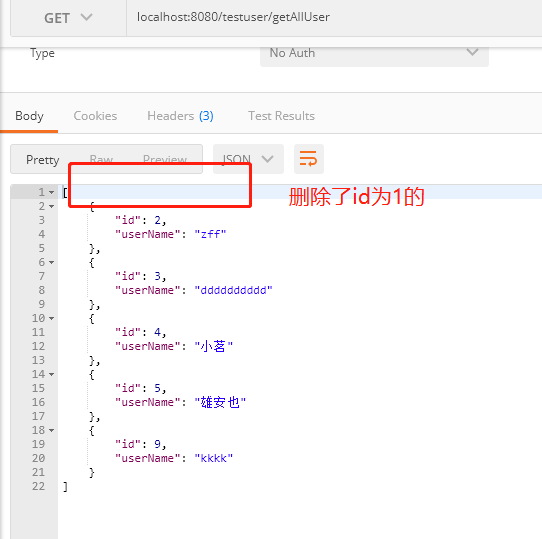 GET localhost:8080/testuser/getAllUser
Type No Auth
Body Cookies Headers (3) Test Results
Pretty Raw Preview JSON
删除了id为1的
1 [
2 {
3 "id": 2,
4 "userName": "zff"
5 },
6 {
7 "id": 3,
8 "userName": "dddddddddd"
9 },
10 {
11 "id": 4,
12 "userName": "小茗"
13 },
14 {
15 "id": 5,
16 "userName": "雄安也"
17 },
18 {
19 "id": 9,
20 "userName": "kkkk"
21 }
22 ]